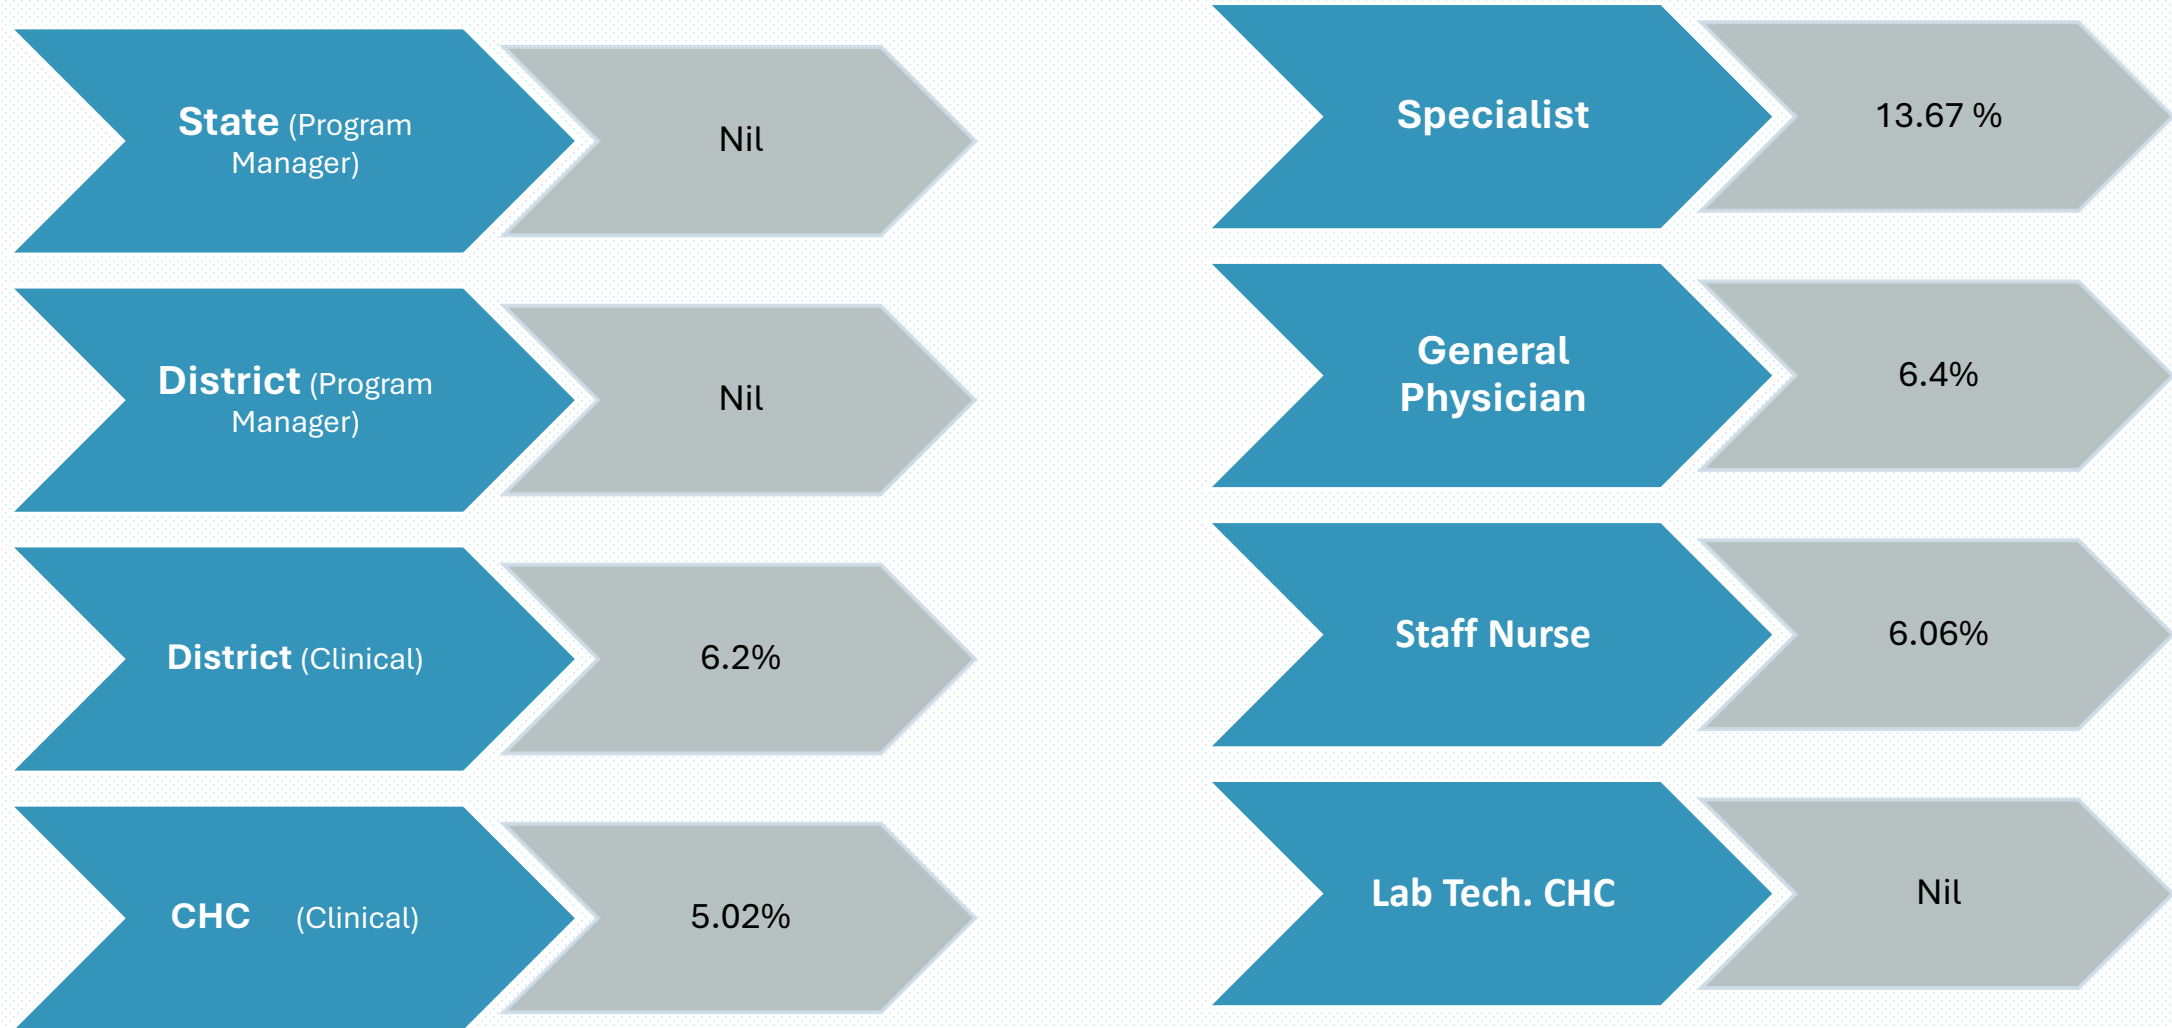 State (Program
Manager)
Nil
District (Program
Manager)
Nil
District (Clinical)
6.2%
CHC (Clinical)
5.02%
Specialist
13.67 %
General
Physician
6.4%
Staff Nurse
6.06%
Lab Tech. CHC
Nil